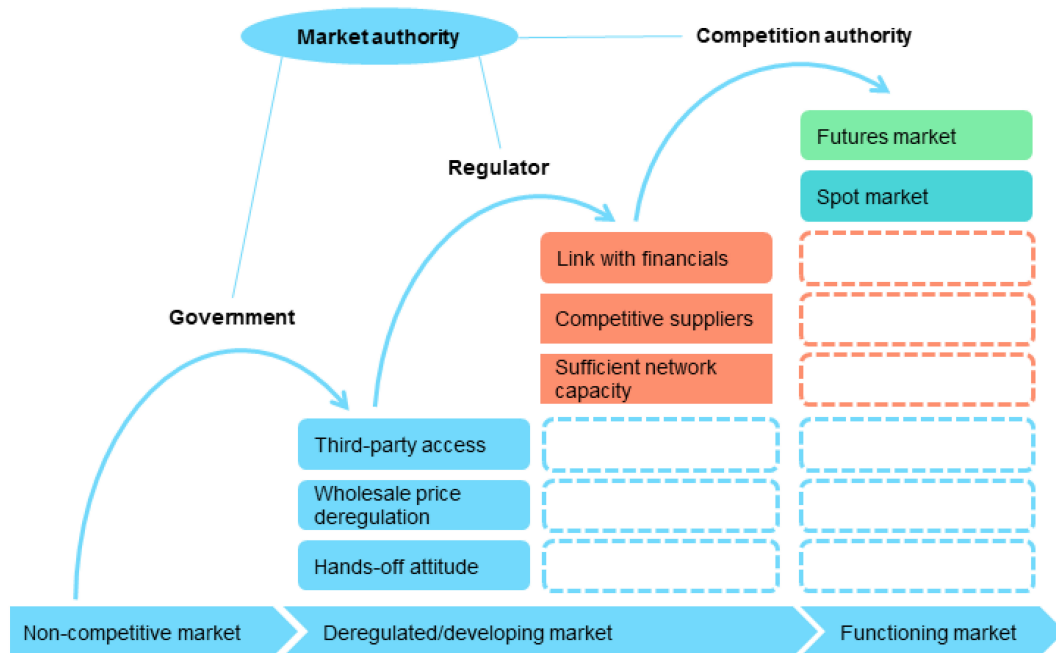 Market authority
Competition authority
Futures market
Regulator
Spot market
Link with financials
Government
Competitive suppliers
Sufficient network
capacity
Third-party access
Wholesale price
deregulation
Hands-off attitude
Non-competitive market
Deregulated/developing market
Functioning market